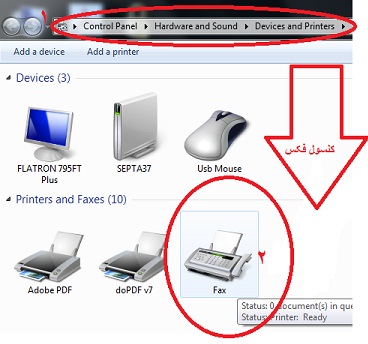 ۱
Control Panel ▸ Hardware and Sound ▸ Devices and Printers ▸
Add a device Add a printer
Devices (3)
FLATRON 795FT Plus
SEPTA37
Usb Mouse
کنسول فکس
Printers and Faxes (10)
Adobe PDF
doPDF v7
Fax
۲
Status: 0 document(s) in que
Status: Printer: Ready